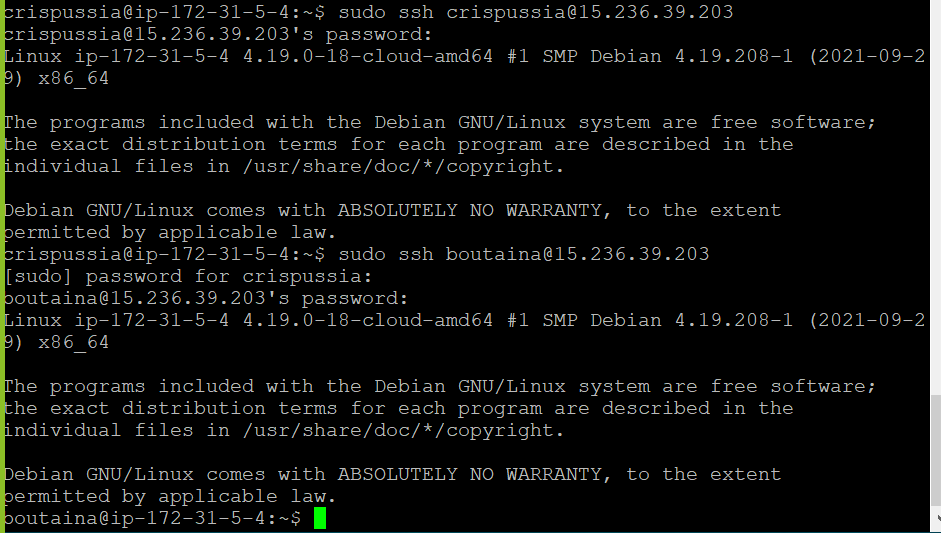 crispussia@ip-172-31-5-4:~$ sudo ssh crispussia@15.236.39.203
crispussia@15.236.39.203's password:
Linux ip-172-31-5-4 4.19.0-18-cloud-amd64 #1 SMP Debian 4.19.208-1 (2021-09-2
9) x86_64
The programs included with the Debian GNU/Linux system are free software;
the exact distribution terms for each program are described in the
individual files in /usr/share/doc/*/copyright.
Debian GNU/Linux comes with ABSOLUTELY NO WARRANTY, to the extent
permitted by applicable law.
crispussia@ip-172-31-5-4:~$ sudo ssh boutaina@15.236.39.203
[sudo] password for crispussia:
boutaina@15.236.39.203's password:
Linux ip-172-31-5-4 4.19.0-18-cloud-amd64 #1 SMP Debian 4.19.208-1 (2021-09-2
9) x86_64
The programs included with the Debian GNU/Linux system are free software;
the exact distribution terms for each program are described in the
individual files in /usr/share/doc/*/copyright.
Debian GNU/Linux comes with ABSOLUTELY NO WARRANTY, to the extent
permitted by applicable law.
boutaina@ip-172-31-5-4:~$